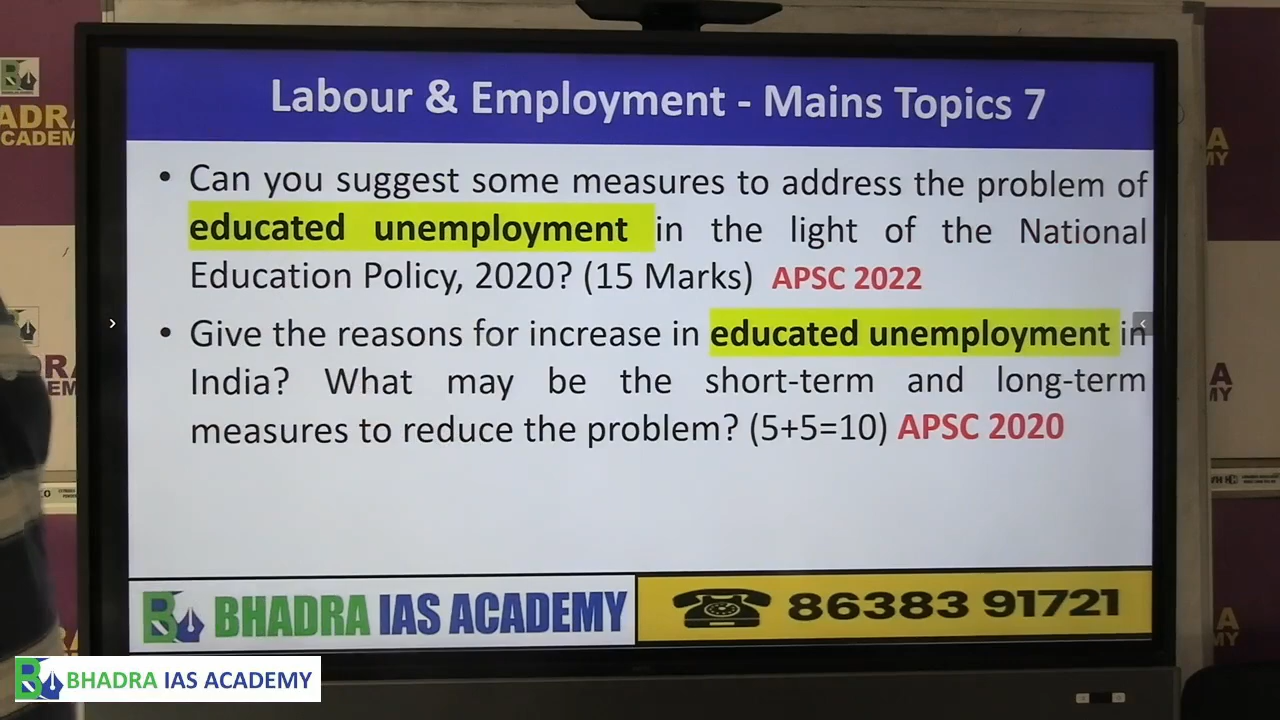 Labour & Employment - Mains Topics 7
• Can you suggest some measures to address the problem of
educated unemployment in the light of the National
Education Policy, 2020? (15 Marks) APSC 2022
• Give the reasons for increase in educated unemployment in
India? What may be the short-term and long-term
measures to reduce the problem? (5+5=10) APSC 2020
BHADRA IAS ACADEMY
86383 91721
BHADRA IAS ACADEMY